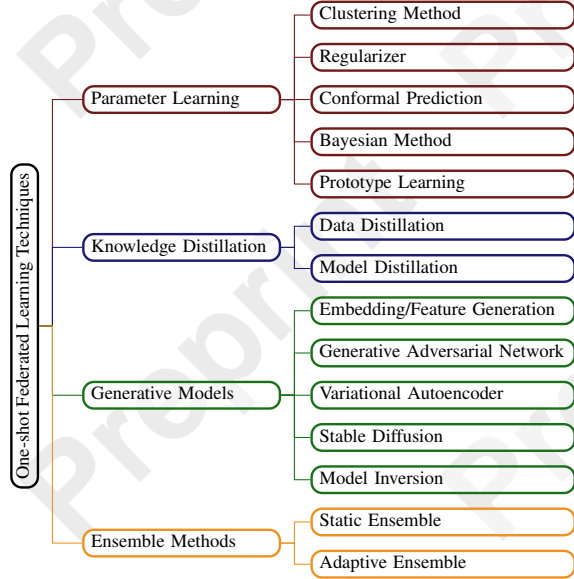 One-shot Federated Learning Techniques
Parameter Learning
Clustering Method
Regularizer
Conformal Prediction
Bayesian Method
Prototype Learning
Knowledge Distillation
Data Distillation
Model Distillation
Generative Models
Embedding/Feature Generation
Generative Adversarial Network
Variational Autoencoder
Stable Diffusion
Model Inversion
Ensemble Methods
Static Ensemble
Adaptive Ensemble
Preprint